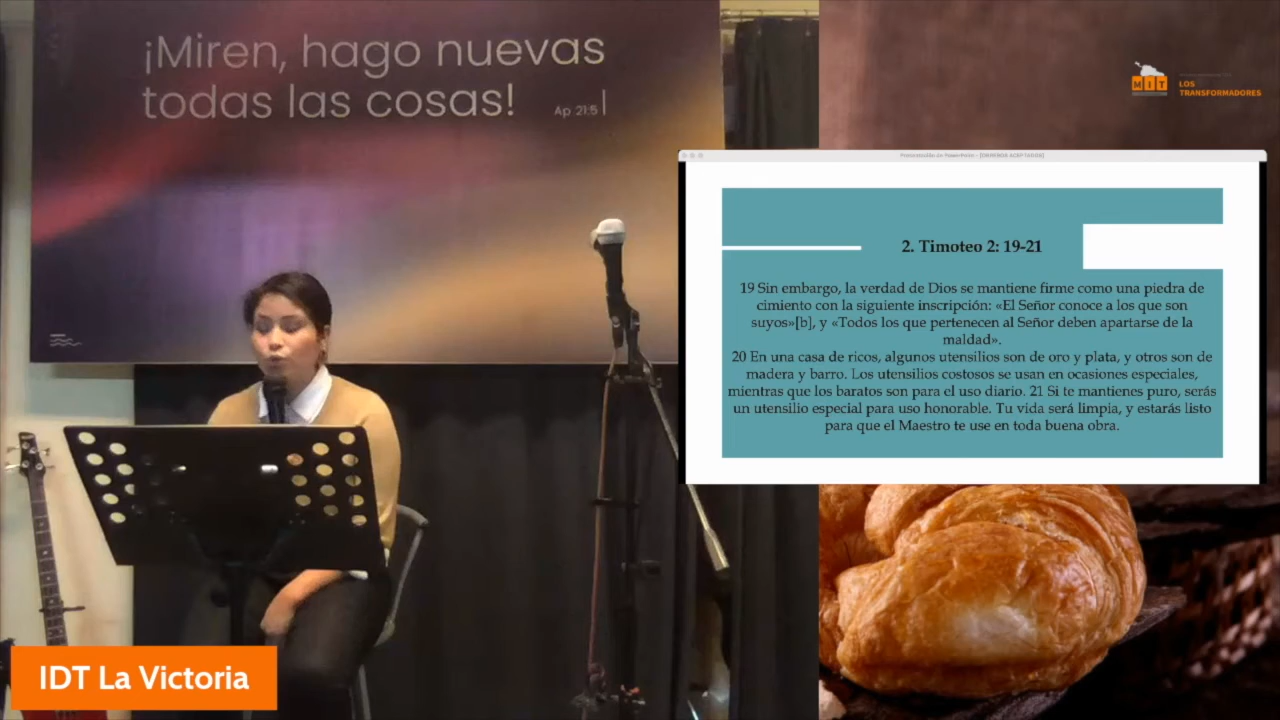 ¡Miren, hago nuevas
todas las cosas!
Ap 21:5
MIT
LOS
TRANSFORMADORES
Presentación de PowerPoint - [OBREROS ACEPTADOS]
2. Timoteo 2: 19-21
19 Sin embargo, la verdad de Dios se mantiene firme como una piedra de
cimiento con la siguiente inscripción: «El Señor conoce a los que son
suyos»[b], y «Todos los que pertenecen al Señor deben apartarse de la
maldad».
20 En una casa de ricos, algunos utensilios son de oro y plata, y otros son de
madera y barro. Los utensilios costosos se usan en ocasiones especiales,
mientras que los baratos son para el uso diario. 21 Si te mantienes puro, serás
un utensilio especial para uso honorable. Tu vida será limpia, y estarás listo
para que el Maestro te use en toda buena obra.
IDT La Victoria